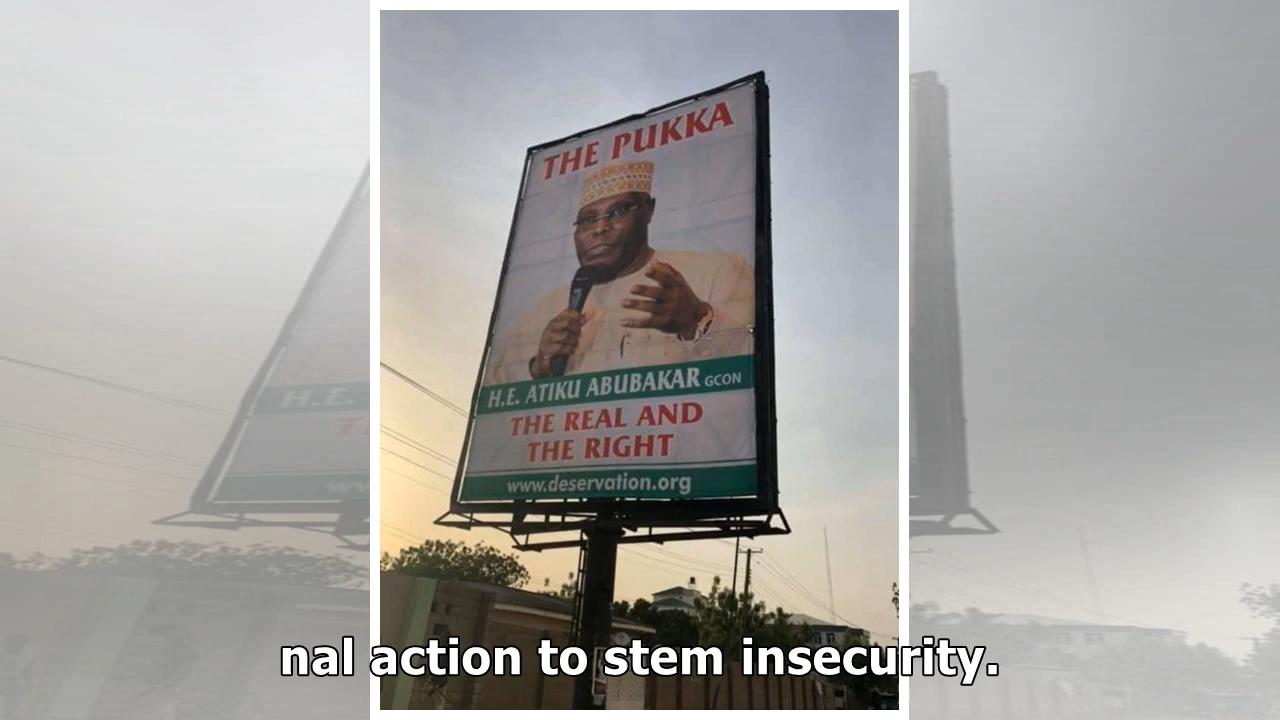 THE PUKKA
H.E. ATIKU ABUBAKAR GCON
THE REAL AND
THE RIGHT
www.deservation.org
nal action to stem insecurity.